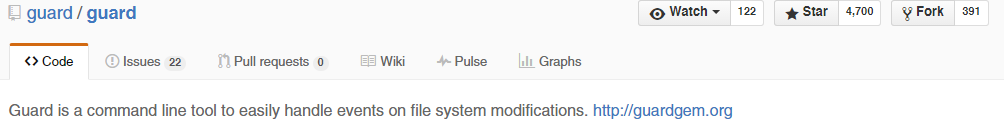 guard / guard Watch 122 Star 4,700 Fork 391
Code Issues 22 Pull requests 0 Wiki Pulse Graphs
Guard is a command line tool to easily handle events on file system modifications. http://guardgem.org